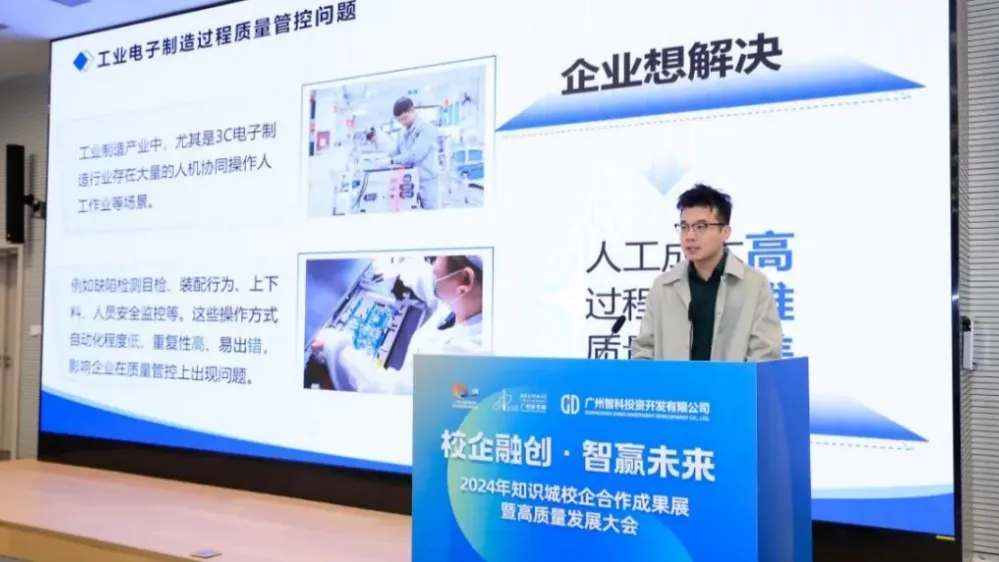 工业电子制造过程质量管控问题
工业制造产业中，尤其是3C电子制
造行业存在大量的人机协同操作人
工作业等场景。
例如缺陷检测目检、装配行为、上下
料、人员安全监控等，这些操作方式
自动化程度低、重复性高、易出错，
影响企业在质量管控上出现问题。
企业想解决
人工成 高
过程
质
广州智科投资开发有限公司
校企融创·智赢未来
2024年知识城校企合作成果展
暨高质量发展大会